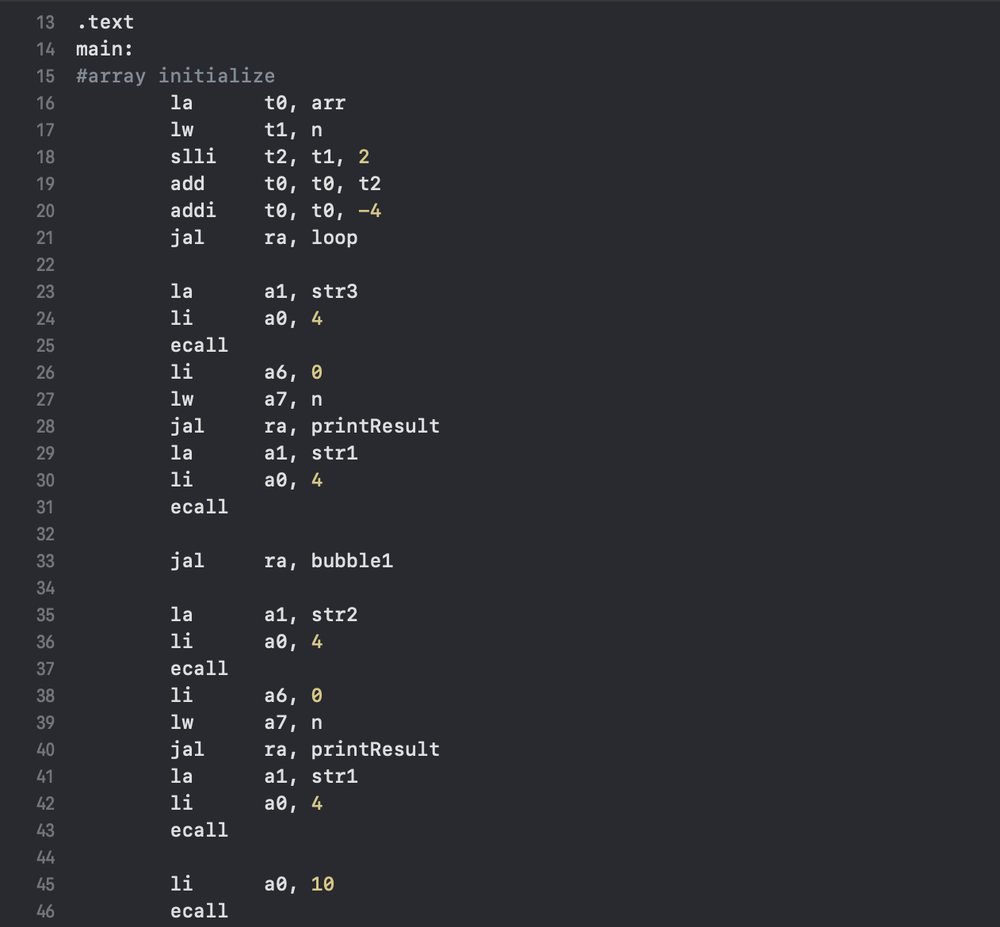 13 .text
14 main:
15 #array initialize
16 la t0, arr
17 lw t1, n
18 slli t2, t1, 2
19 add t0, t0, t2
20 addi t0, t0, -4
21 jal ra, loop
22
23 la a1, str3
24 li a0, 4
25 ecall
26 li a6, 0
27 lw a7, n
28 jal ra, printResult
29 la a1, str1
30 li a0, 4
31 ecall
32
33 jal ra, bubble1
34
35 la a1, str2
36 li a0, 4
37 ecall
38 li a6, 0
39 lw a7, n
40 jal ra, printResult
41 la a1, str1
42 li a0, 4
43 ecall
44
45 li a0, 10
46 ecall